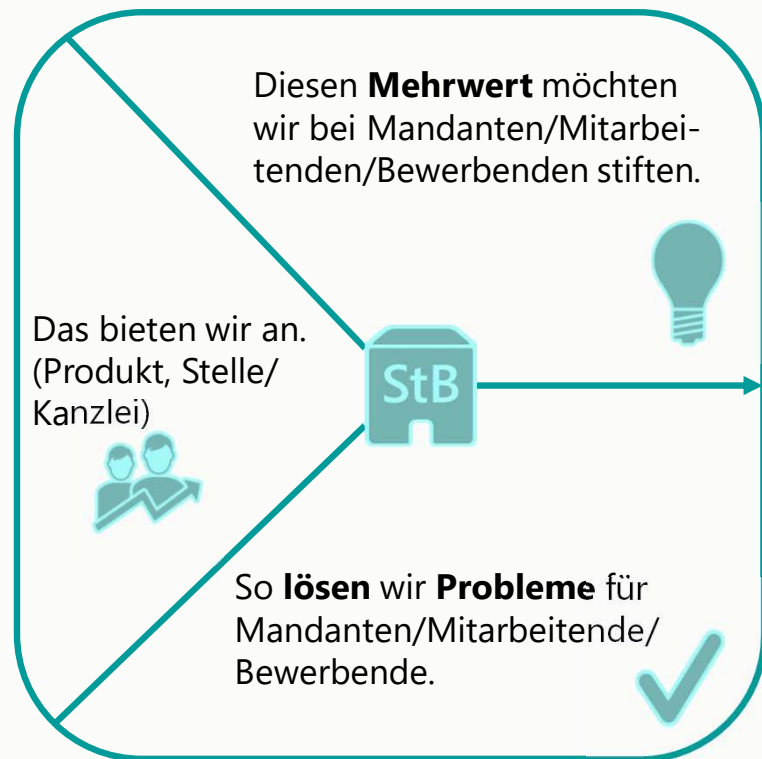 Diesen Mehrwert möchten
wir bei Mandanten/Mitarbei-
tenden/Bewerbenden stiften.
Das bieten wir an.
(Produkt, Stelle/
Kanzlei)
StB
So lösen wir Probleme für
Mandanten/Mitarbeitende/
Bewerbende.